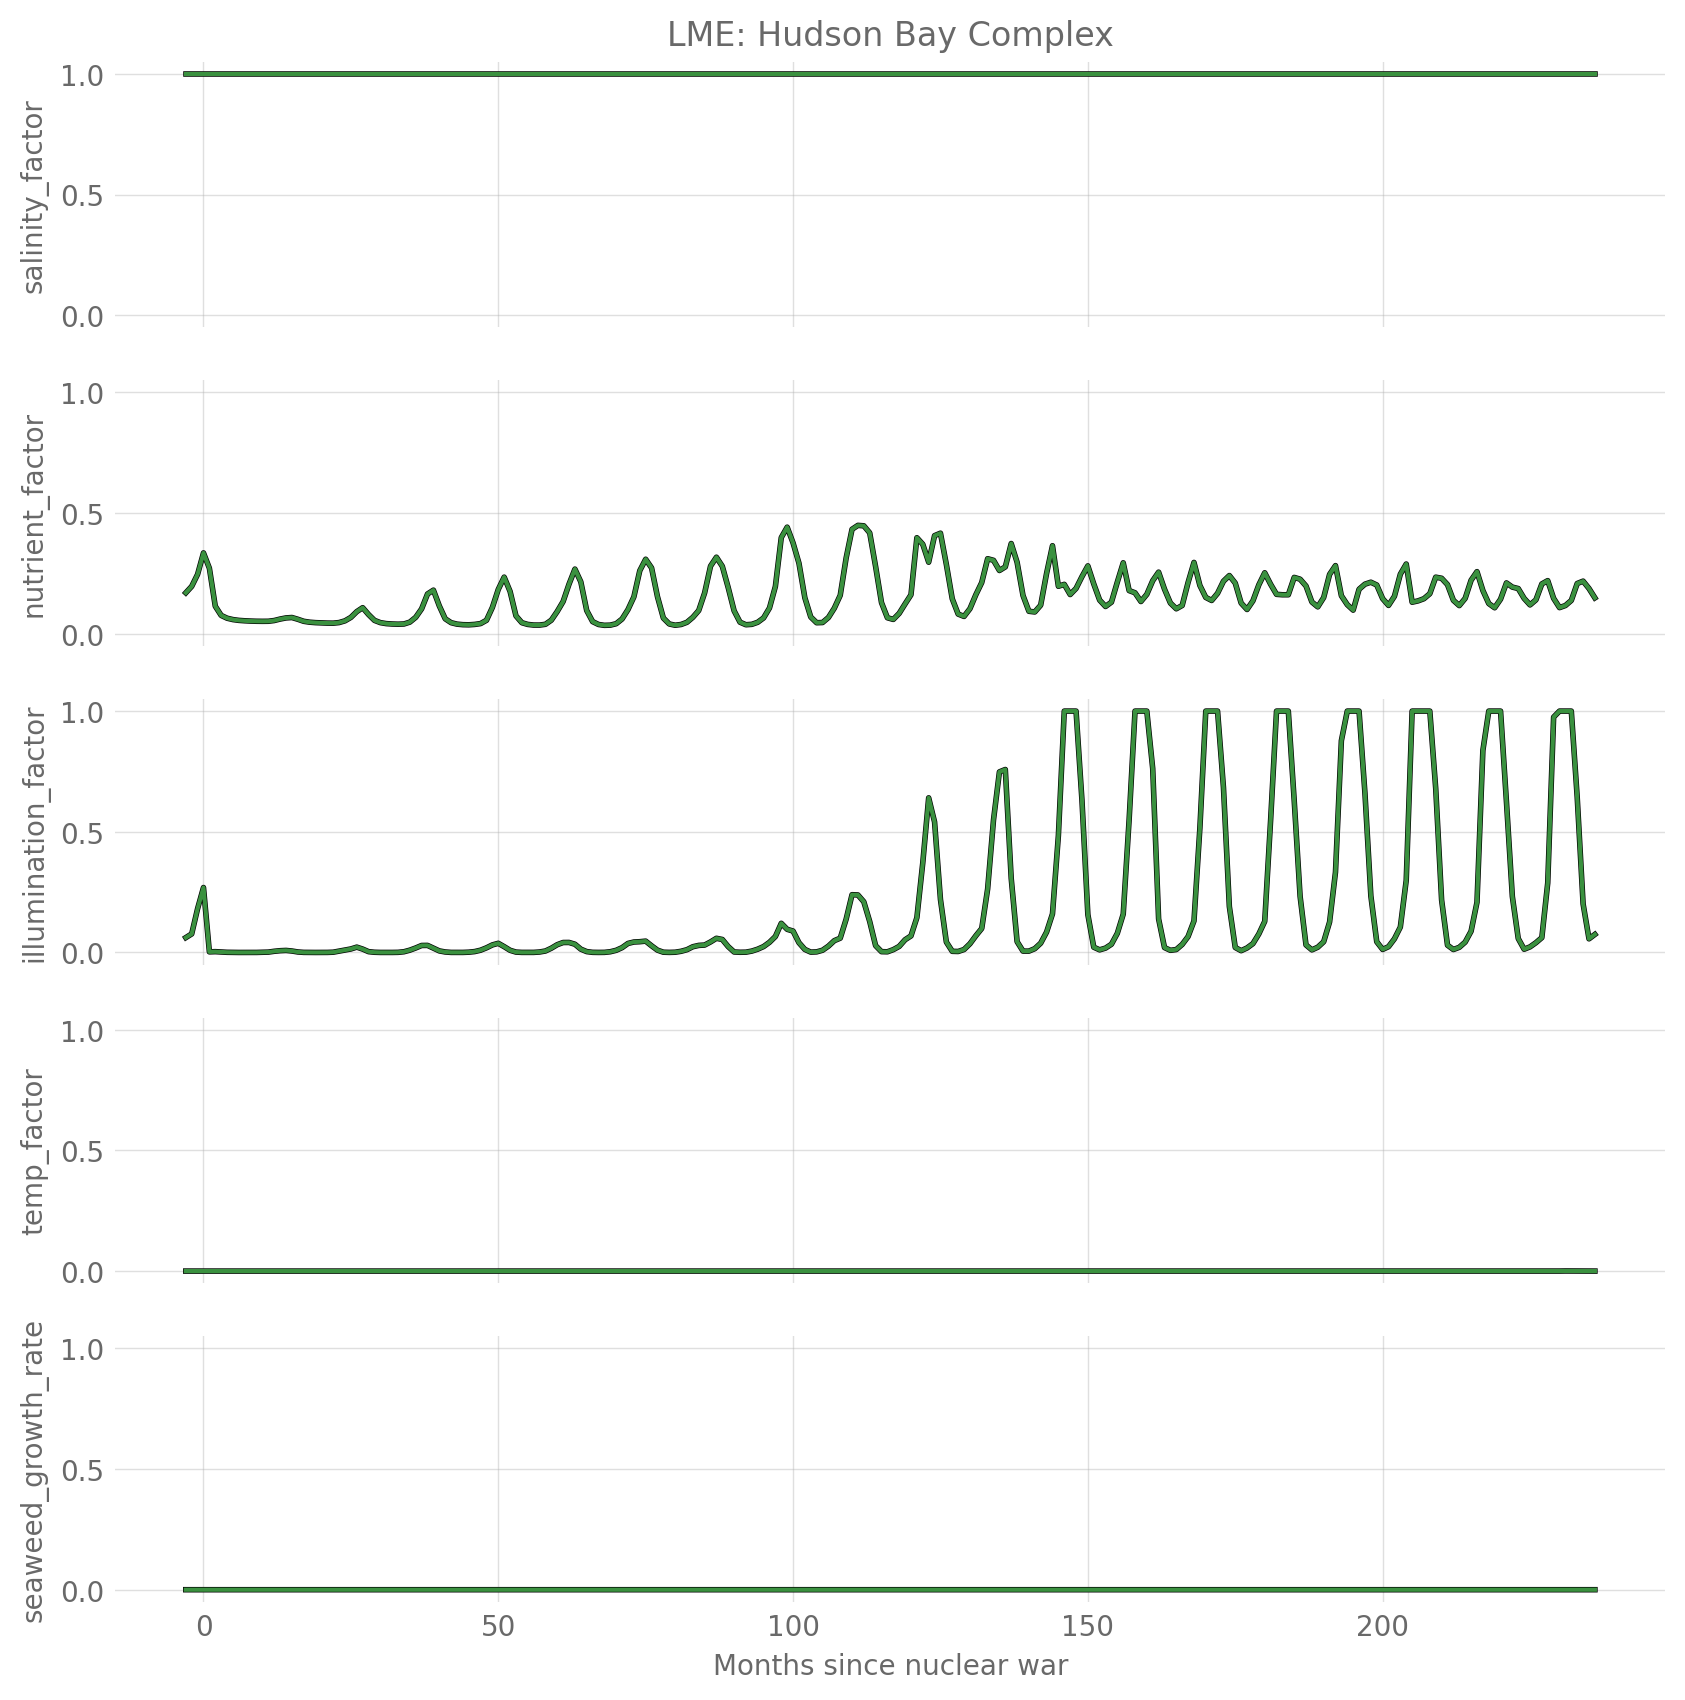 LME: Hudson Bay Complex
salinity_factor
1.0
0.5
0.0
nutrient_factor
1.0
0.5
0.0
illumination_factor
1.0
0.5
0.0
temp_factor
1.0
0.5
0.0
seaweed_growth_rate
1.0
0.5
0.0
0 50 100 150 200
Months since nuclear war